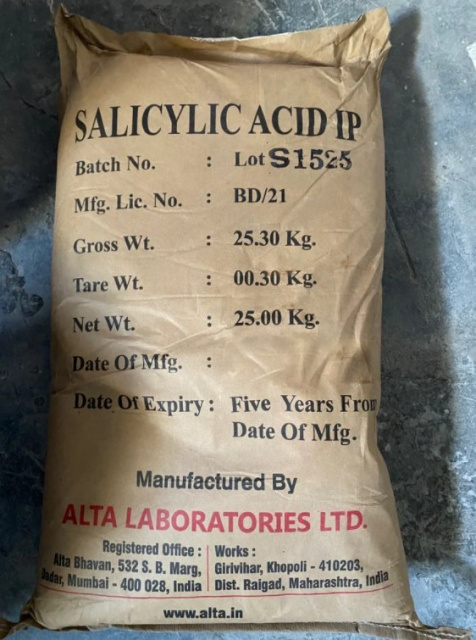 SALICYLIC ACID IP
Batch No. : Lot S1525
Mfg. Lic. No. : BD/21
Gross Wt. : 25.30 Kg.
Tare Wt. : 00.30 Kg.
Net Wt. : 25.00 Kg.
Date Of Mfg. :
Date Of Expiry : Five Years From
Date Of Mfg.
Manufactured By
ALTA LABORATORIES LTD.
Registered Office :
Alta Bhavan, 532 S. B. Marg,
Dadar, Mumbai - 400 028, India
Works :
Girivihar, Khopoli - 410203,
Dist. Raigad, Maharashtra, India
www.alta.in